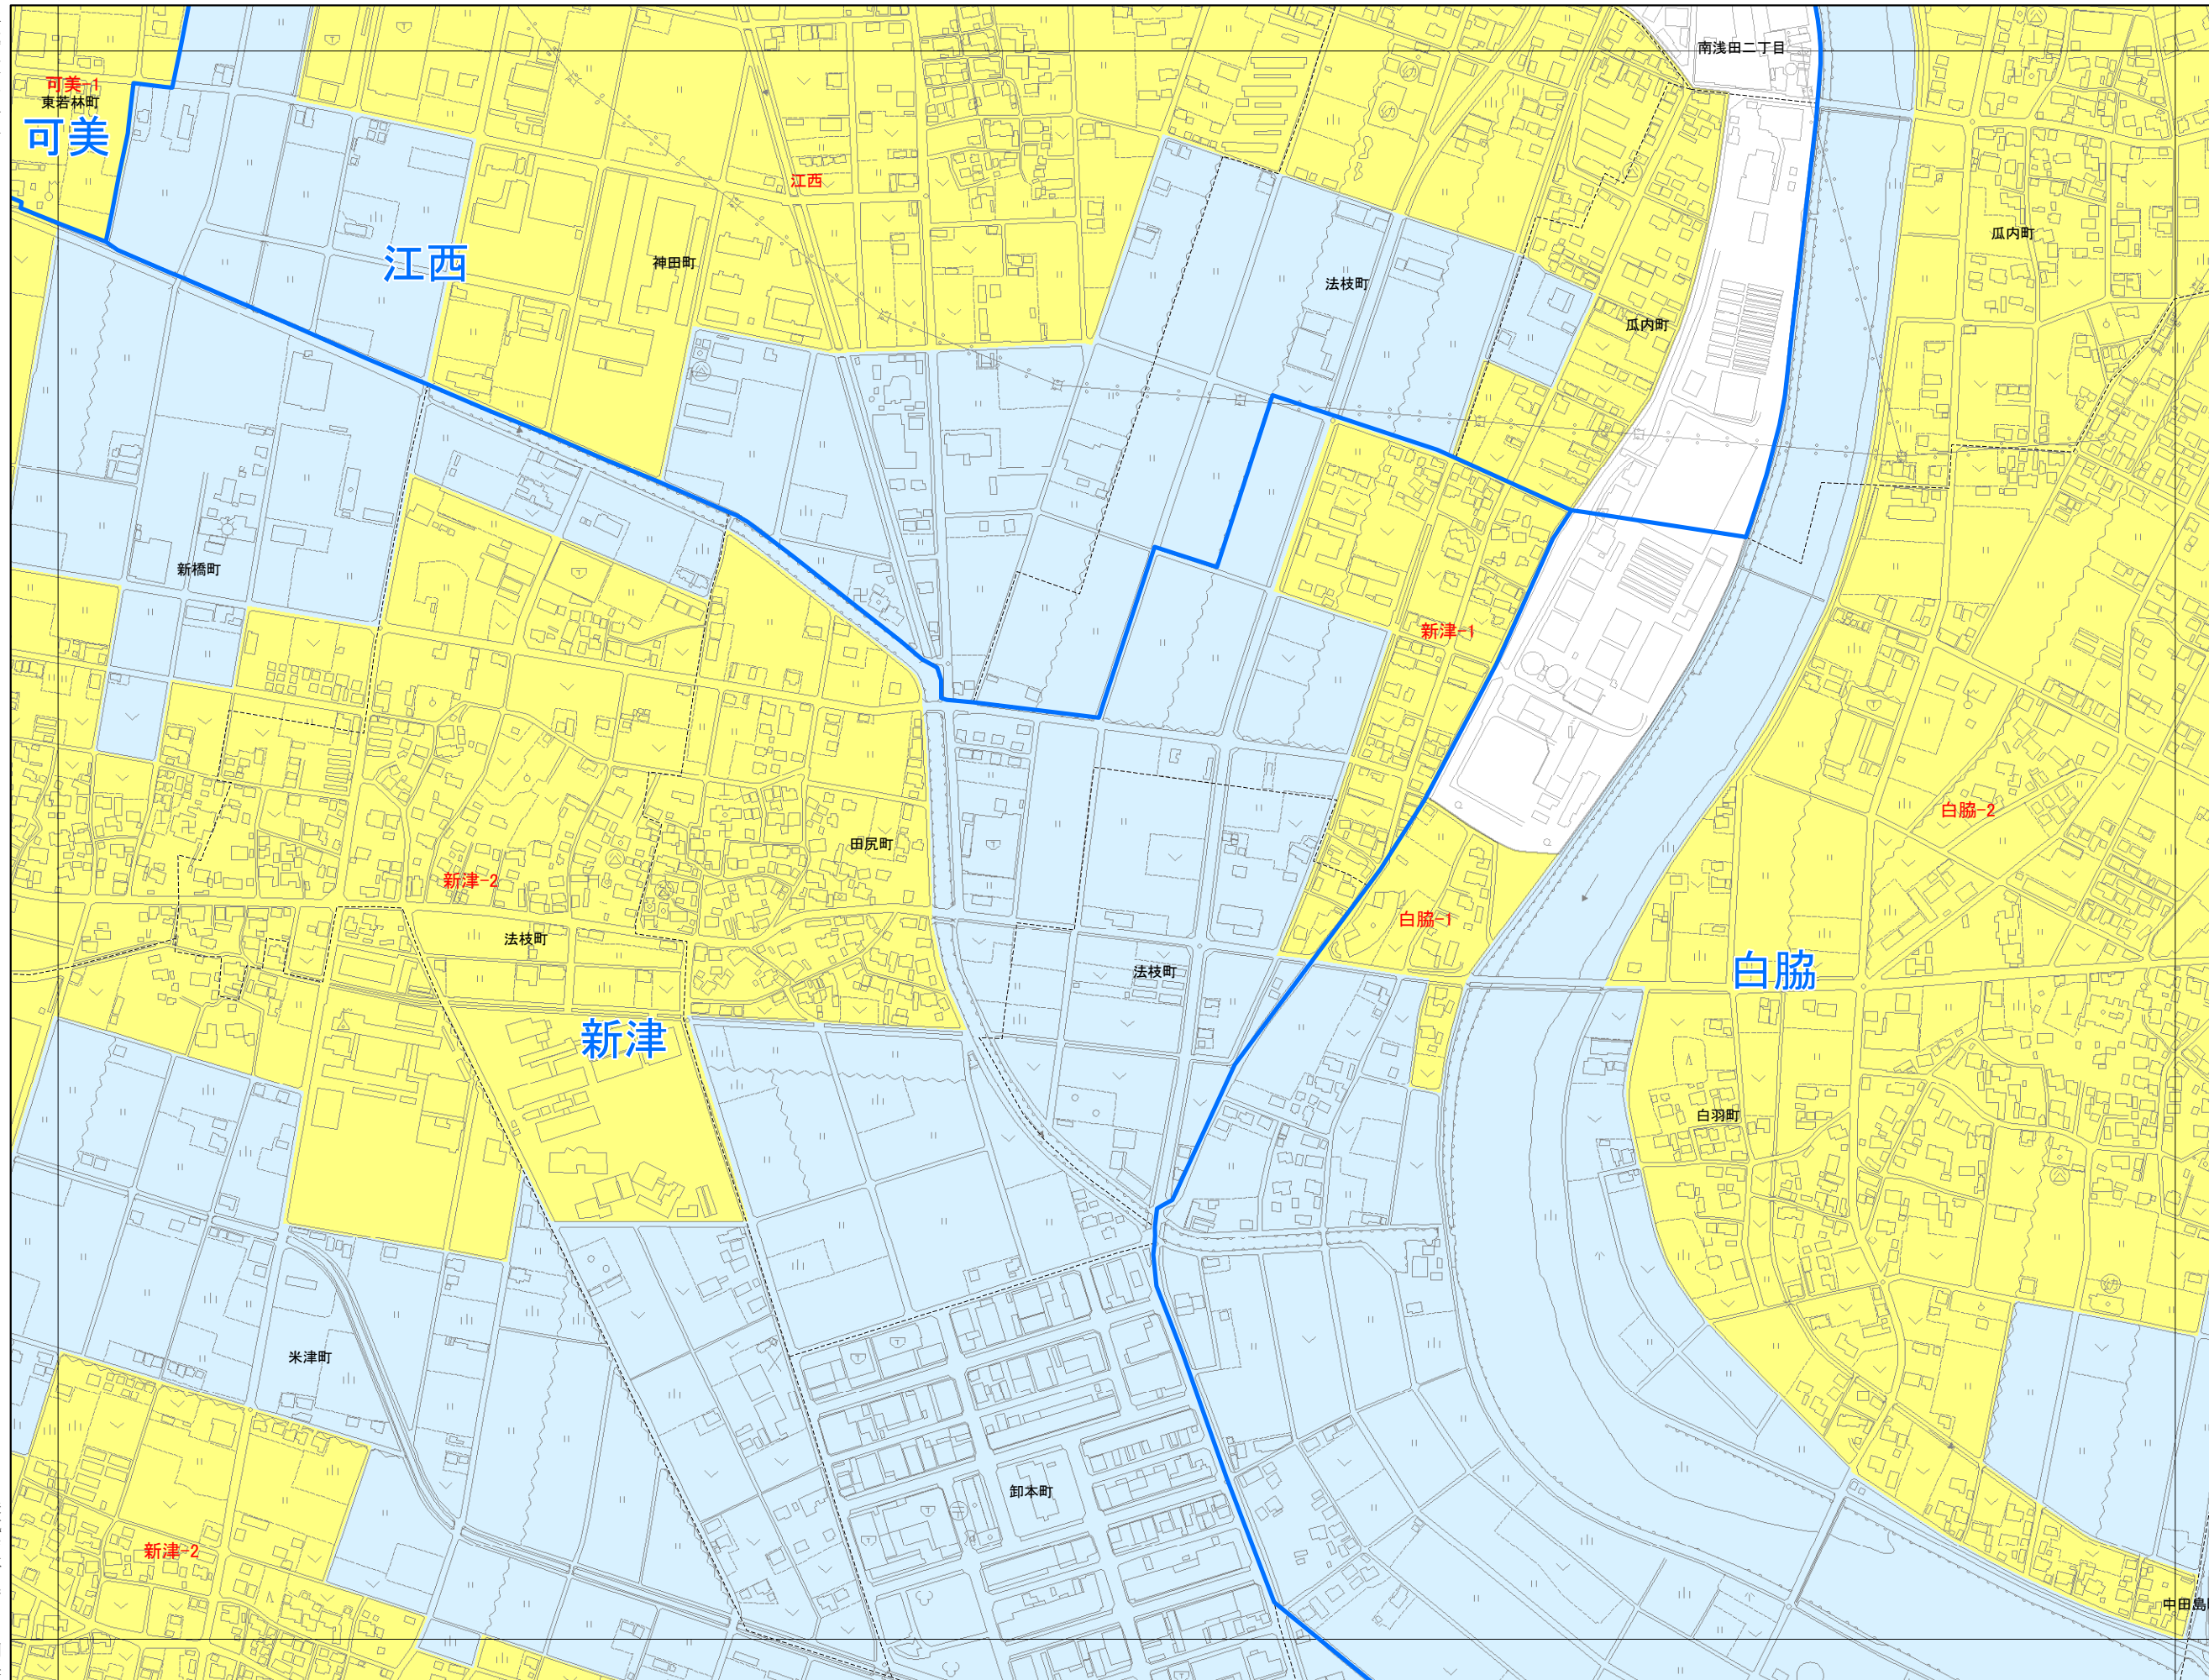 南浅田二丁目
可美-1
東若林町
可美
江西
瓜内町
江西
神田町
法枝町
瓜内町
新橋町
新津-1
白脇-2
田尻町
新津-2
白脇-1
法枝町
法枝町
白脇
新津
白羽町
米津町
卸本町
新津-2
中田島